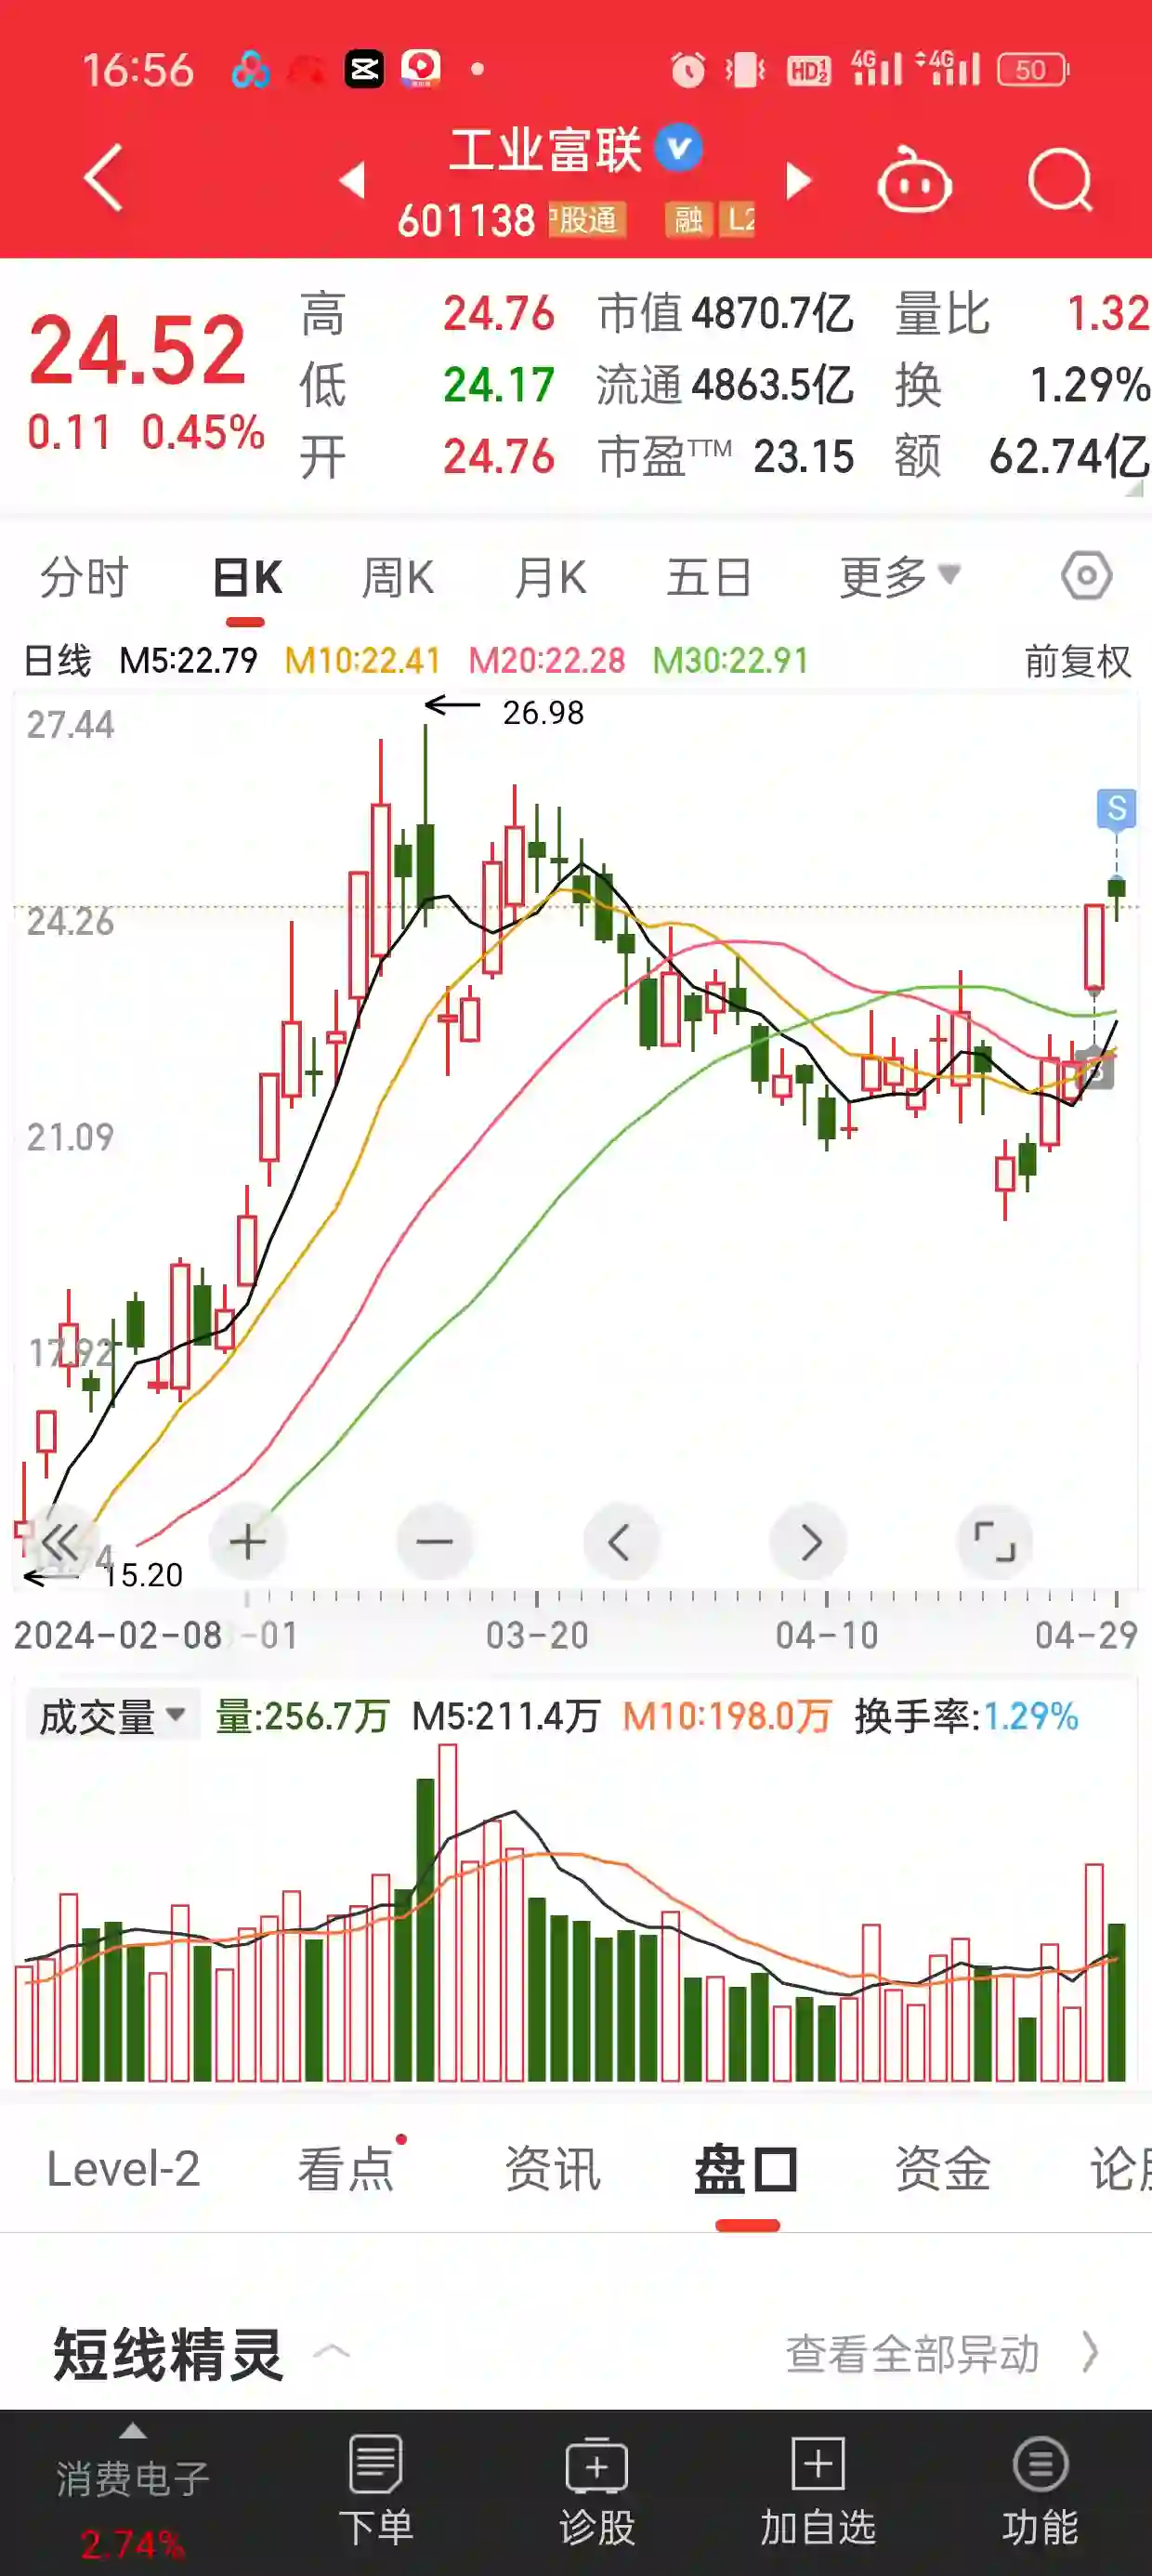 16:56 HD 4G 4G 50
工业富联
601138 股通 融 L2
24.52
0.11 0.45%
高 24.76 市值 4870.7亿 量比 1.32
低 24.17 流通 4863.5亿 换 1.29%
开 24.76 市盈TTM 23.15 额 62.74亿
分时 日K 周K 月K 五日 更多
日线 M5:22.79 M10:22.41 M20:22.28 M30:22.91 前复权
27.44
26.98
S
24.26
B
21.09
17.92
15.20
2024-02-08 -01 03-20 04-10 04-29
成交量 量:256.7万 M5:211.4万 M10:198.0万 换手率:1.29%
Level-2 看点 资讯 盘口 资金 论
短线精灵 查看全部异动
消费电子
2.74%
下单 诊股 加自选 功能